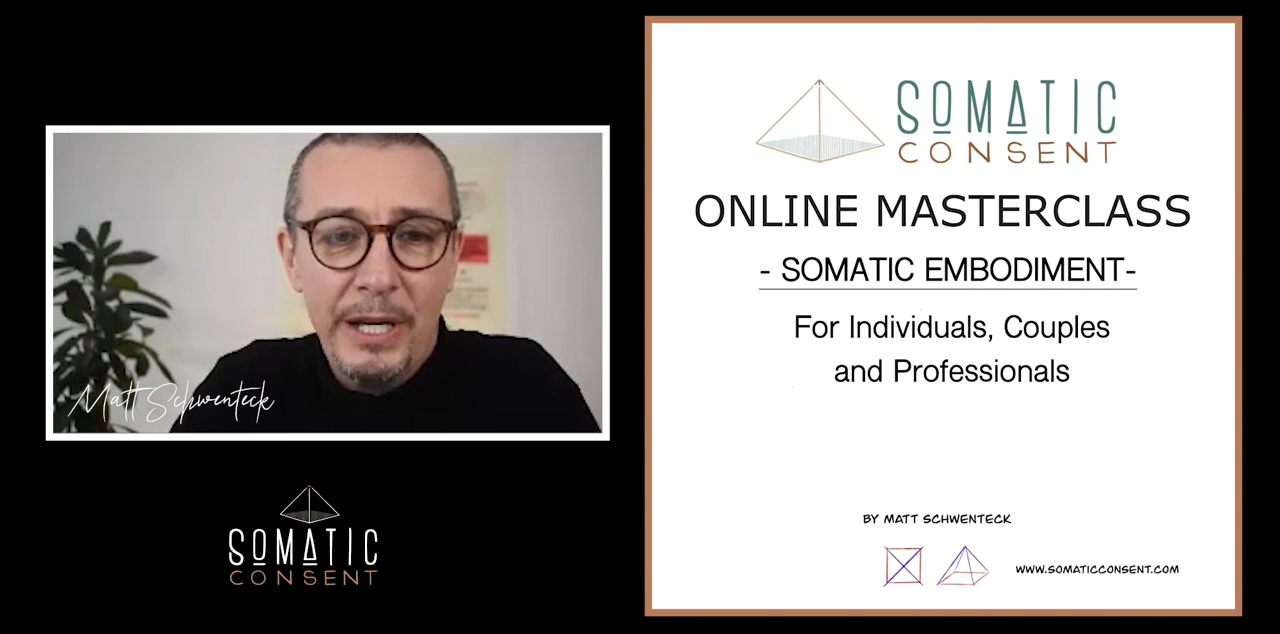 Matt Schwenteck
SOMATIC
CONSENT
SOMATIC
CONSENT
ONLINE MASTERCLASS
- SOMATIC EMBODIMENT-
For Individuals, Couples
and Professionals
BY MATT SCHWENTECK
WWW.SOMATICCONSENT.COM